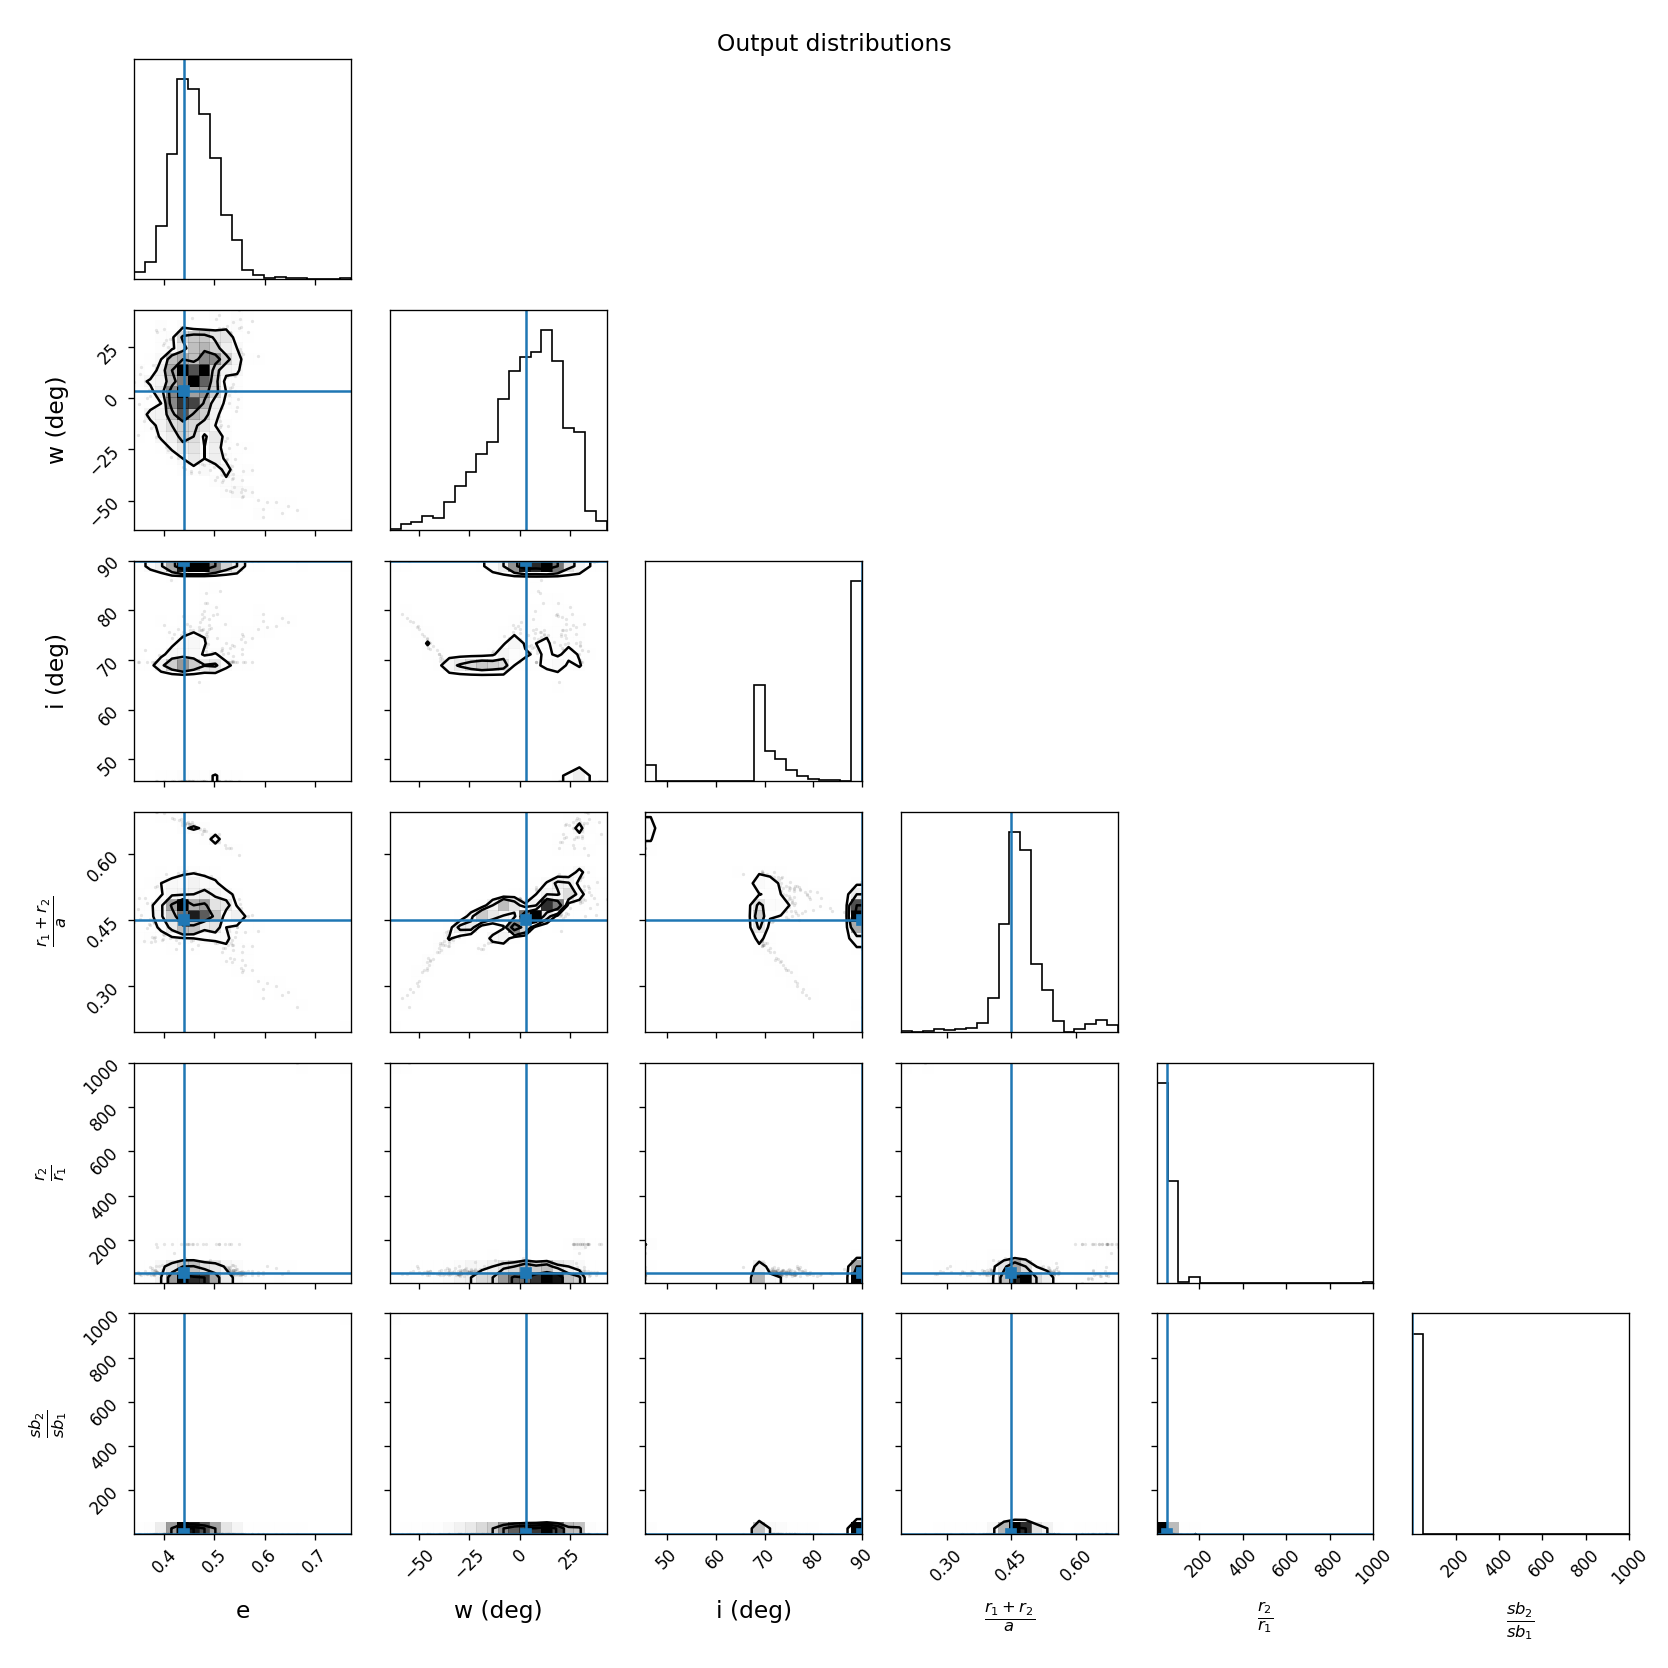 Output distributions
w (deg)
25
0
−25
−50
i (deg)
90
80
70
60
50
r₁ + r₂ / a
0.60
0.45
0.30
r₂ / r₁
1000
800
600
400
200
sb₂ / sb₁
1000
800
600
400
200
0.4 0.5 0.6 0.7 −50 −25 0 25 50 60 70 80 90 0.30 0.45 0.60 200 400 600 800 1000 200 400 600 800 1000
e w (deg) i (deg) r₁ + r₂ / a r₂ / r₁ sb₂ / sb₁